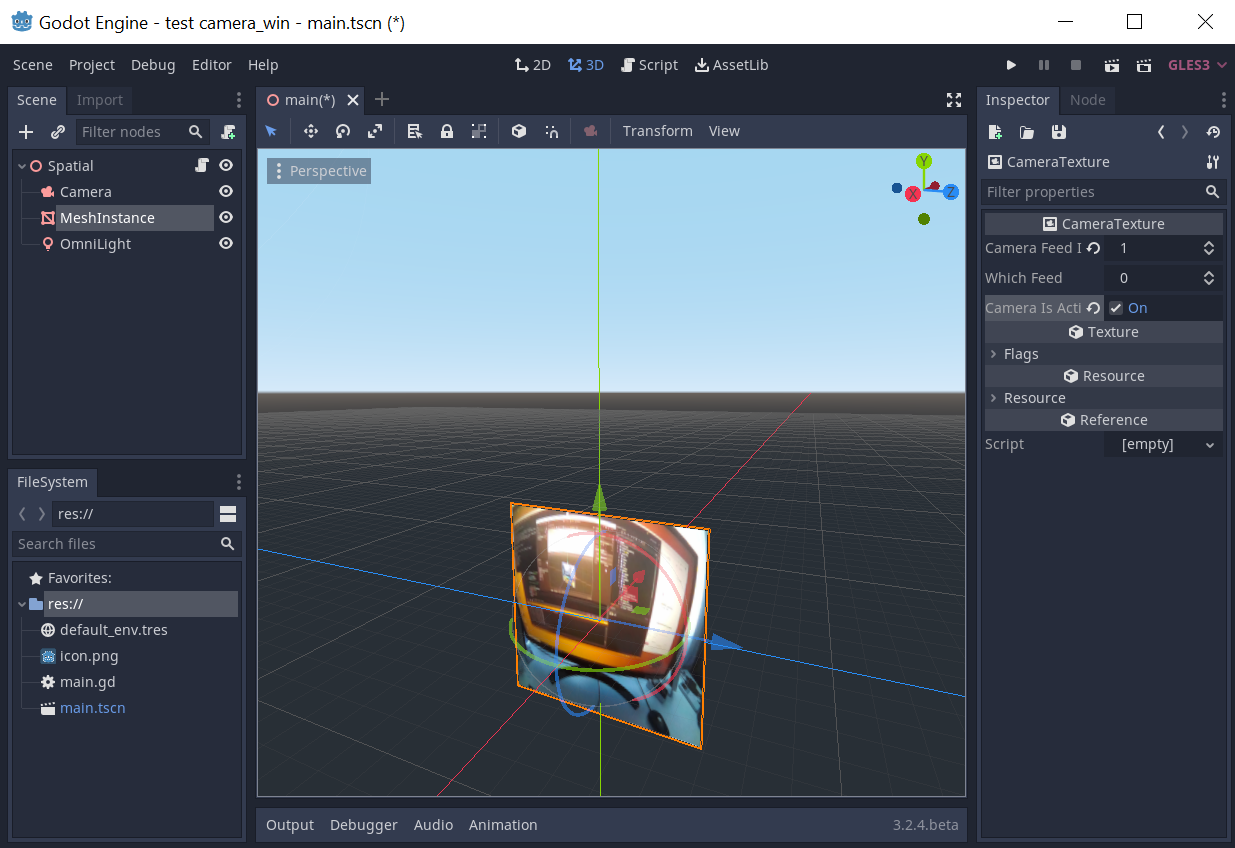 Godot Engine - test camera_win - main.tscn (*)
Scene Project Debug Editor Help
2D 3D Script AssetLib
GLES3
Scene Import
Filter nodes
Spatial
Camera
MeshInstance
OmniLight
FileSystem
res://
Search files
Favorites:
res://
default_env.tres
icon.png
main.gd
main.tscn
main(*)
Transform View
Perspective
Y
X
Z
Output Debugger Audio Animation 3.2.4.beta
Inspector Node
CameraTexture
Filter properties
CameraTexture
Camera Feed I 1
Which Feed 0
Camera Is Acti On
Texture
Flags
Resource
Resource
Reference
Script [empty]